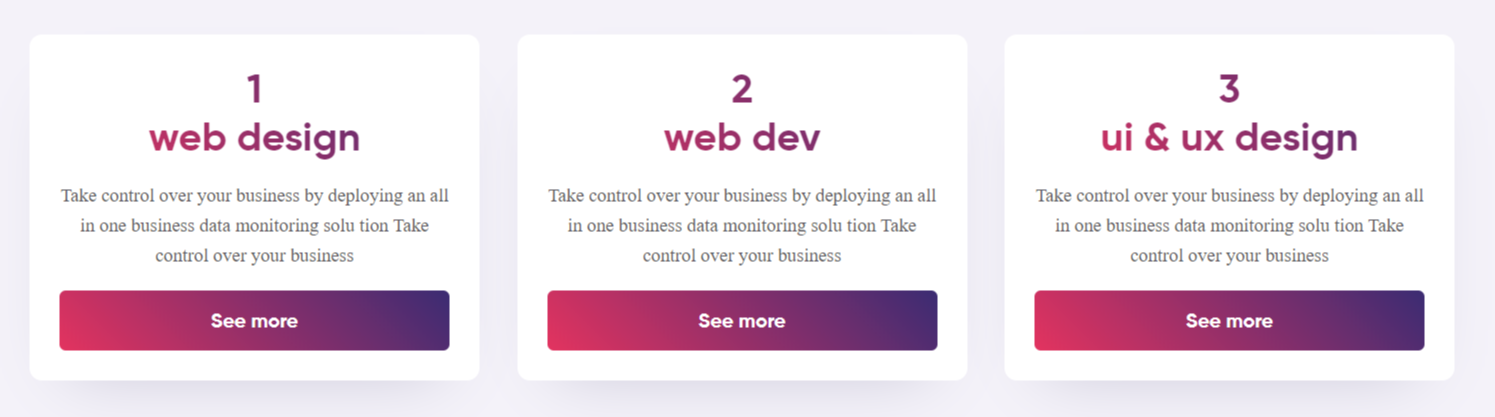 1
web design
Take control over your business by deploying an all
in one business data monitoring solu tion Take
control over your business
See more
2
web dev
Take control over your business by deploying an all
in one business data monitoring solu tion Take
control over your business
See more
3
ui & ux design
Take control over your business by deploying an all
in one business data monitoring solu tion Take
control over your business
See more